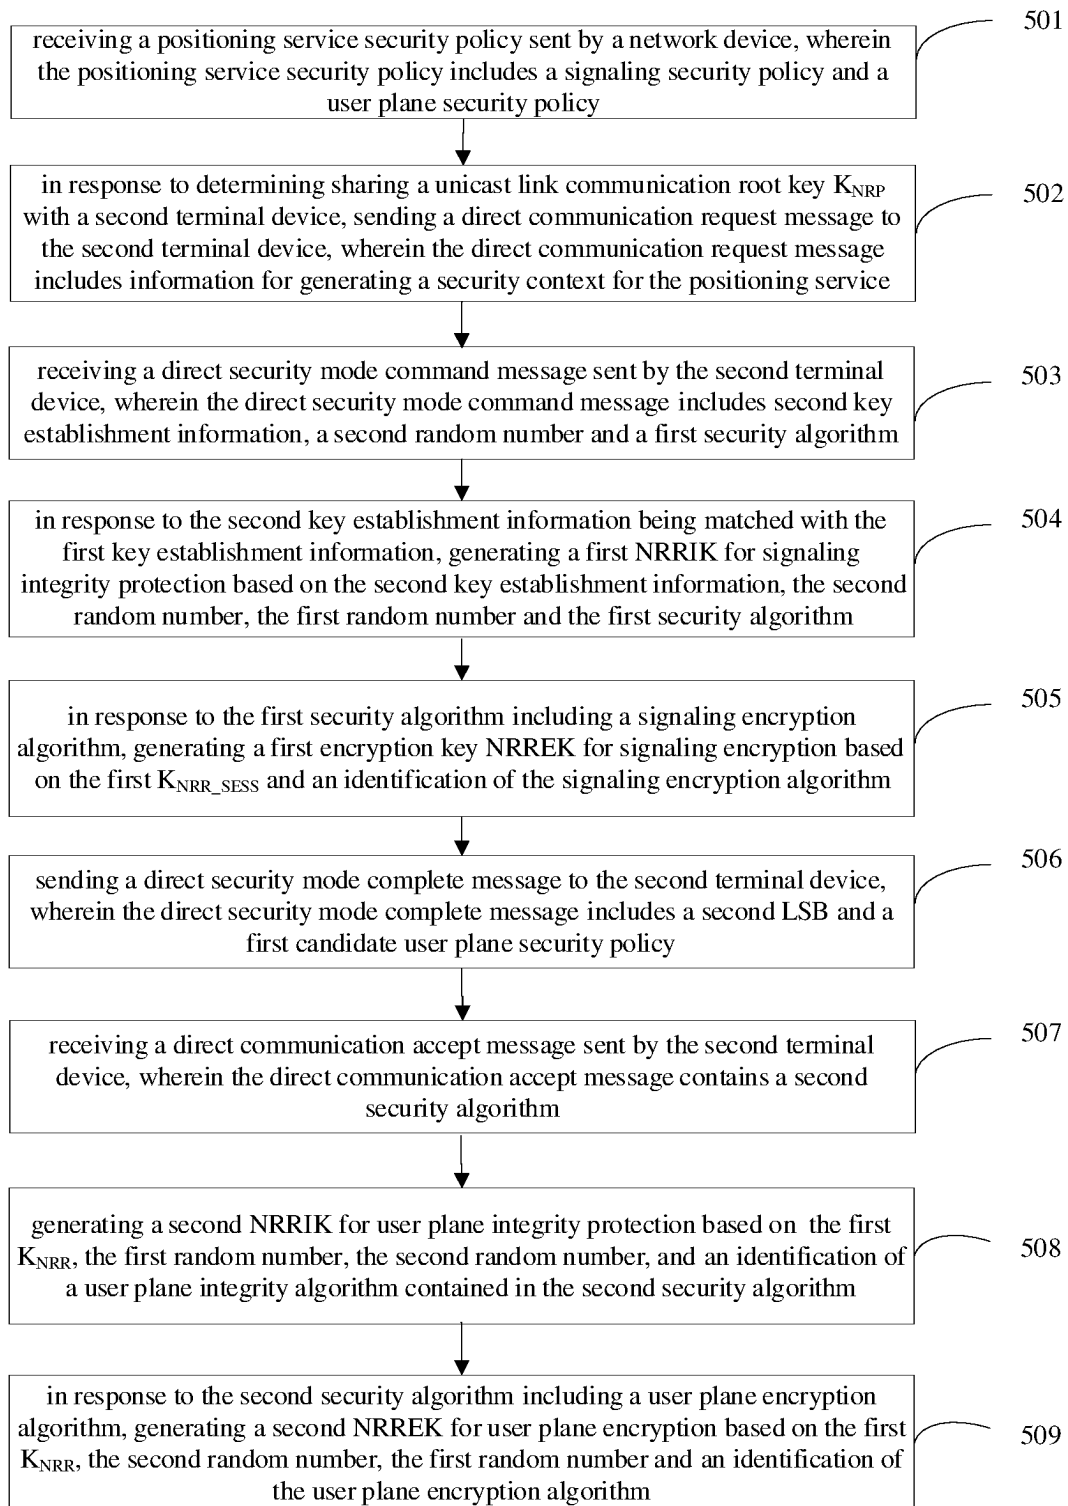 receiving a positioning service security policy sent by a network device, wherein
the positioning service security policy includes a signaling security policy and a
user plane security policy
501
in response to determining sharing a unicast link communication root key K_NRP
with a second terminal device, sending a direct communication request message to
the second terminal device, wherein the direct communication request message
includes information for generating a security context for the positioning service
502
receiving a direct security mode command message sent by the second terminal
device, wherein the direct security mode command message includes second key
establishment information, a second random number and a first security algorithm
503
in response to the second key establishment information being matched with the
first key establishment information, generating a first NRRIK for signaling
integrity protection based on the second key establishment information, the second
random number, the first random number and the first security algorithm
504
in response to the first security algorithm including a signaling encryption
algorithm, generating a first encryption key NRREK for signaling encryption based
on the first K_NRR_SESS and an identification of the signaling encryption algorithm
505
sending a direct security mode complete message to the second terminal device,
wherein the direct security mode complete message includes a second LSB and a
first candidate user plane security policy
506
receiving a direct communication accept message sent by the second terminal
device, wherein the direct communication accept message contains a second
security algorithm
507
generating a second NRRIK for user plane integrity protection based on the first
K_NRR, the first random number, the second random number, and an identification of
a user plane integrity algorithm contained in the second security algorithm
508
in response to the second security algorithm including a user plane encryption
algorithm, generating a second NRREK for user plane encryption based on the first
K_NRR, the second random number, the first random number and an identification of
the user plane encryption algorithm
509